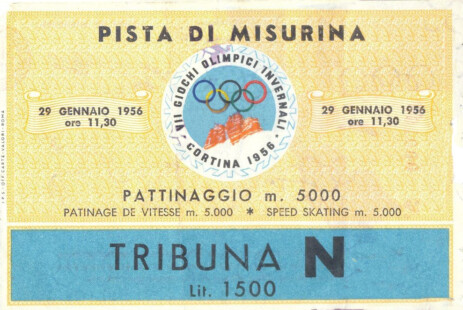 PISTA DI MISURINA
VII GIOCHI OLIMPICI INVERNALI
CORTINA 1956
29 GENNAIO 1956
ore 11,30
29 GENNAIO 1956
ore 11,30
PATTINAGGIO m. 5000
PATINAGE DE VITESSE m. 5.000 * SPEED SKATING m. 5.000
TRIBUNA N
Lit. 1500